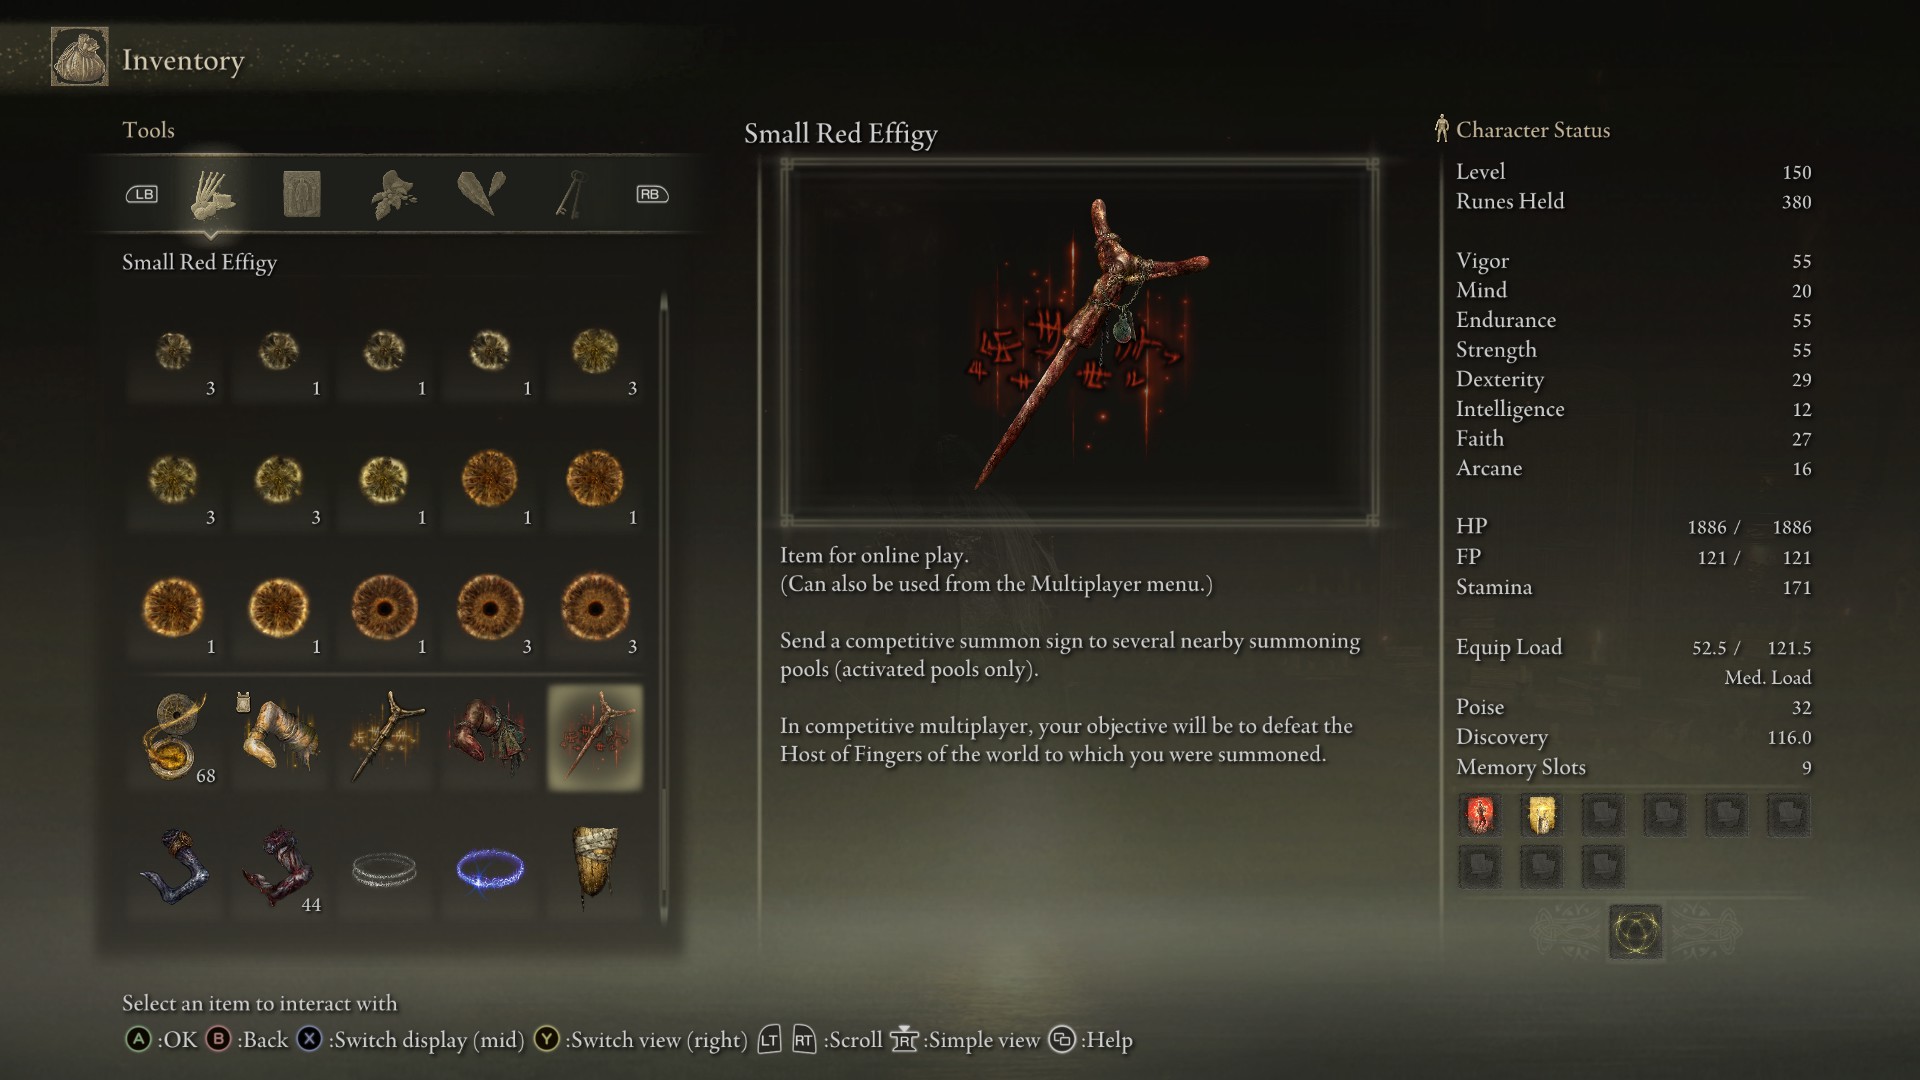 Inventory
Tools
LB
RB
Small Red Effigy
3
1
1
1
3
3
3
1
1
1
1
1
1
3
3
68
44
Small Red Effigy
Item for online play.
(Can also be used from the Multiplayer menu.)
Send a competitive summon sign to several nearby summoning
pools (activated pools only).
In competitive multiplayer, your objective will be to defeat the
Host of Fingers of the world to which you were summoned.
Character Status
Level 150
Runes Held 380
Vigor 55
Mind 20
Endurance 55
Strength 55
Dexterity 29
Intelligence 12
Faith 27
Arcane 16
HP 1886 / 1886
FP 121 / 121
Stamina 171
Equip Load 52.5 / 121.5
Med. Load
Poise 32
Discovery 116.0
Memory Slots 9
Select an item to interact with
A :OK B :Back X :Switch display (mid) Y :Switch view (right) LT RT :Scroll R :Simple view :Help